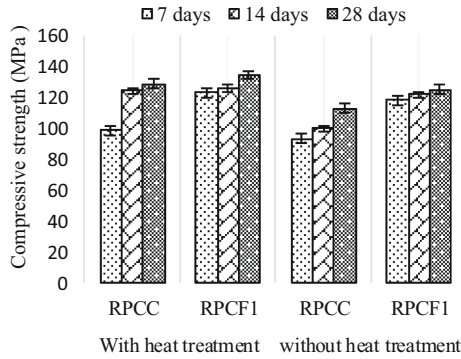 7 days 14 days 28 days
Compressive strength (MPa)
160
140
120
100
80
60
40
20
0
RPCC RPCF1 RPCC RPCF1
With heat treatment without heat treatment